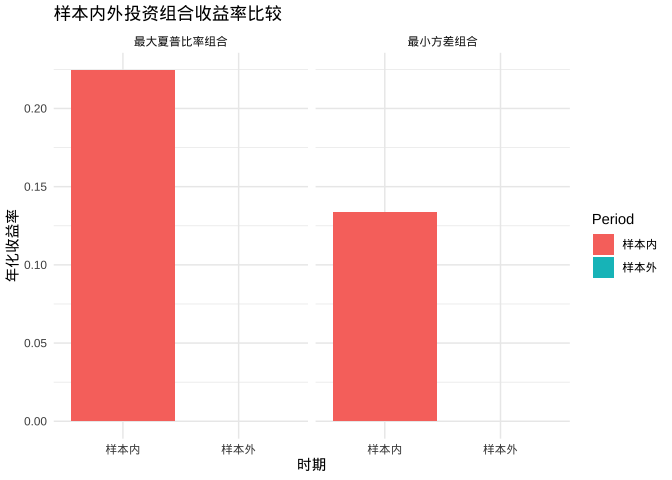 样本内外投资组合收益率比较
最大夏普比率组合
最小方差组合
年化收益率
0.20
0.15
0.10
0.05
0.00
样本内
样本外
样本内
样本外
时期
Period
样本内
样本外